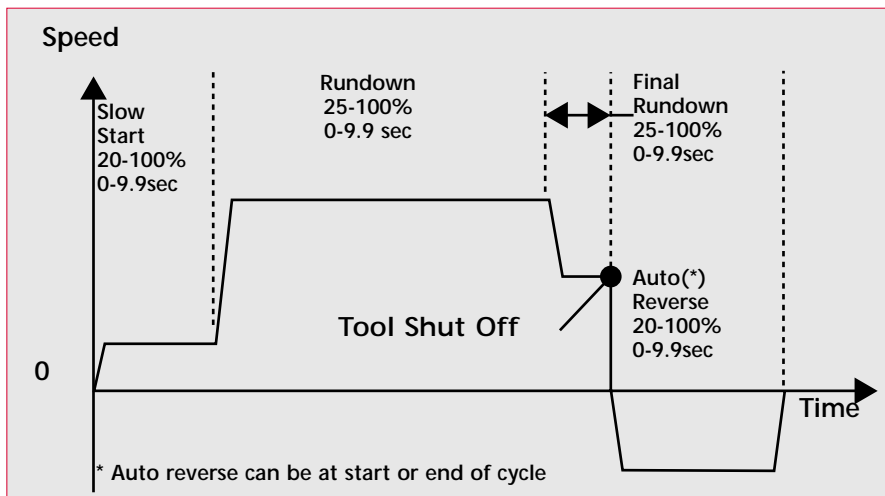 Speed
Slow
Start
20-100%
0-9.9sec
Rundown
25-100%
0-9.9 sec
Final
Rundown
25-100%
0-9.9sec
Auto(*)
Reverse
20-100%
0-9.9sec
Tool Shut Off
0
Time
* Auto reverse can be at start or end of cycle